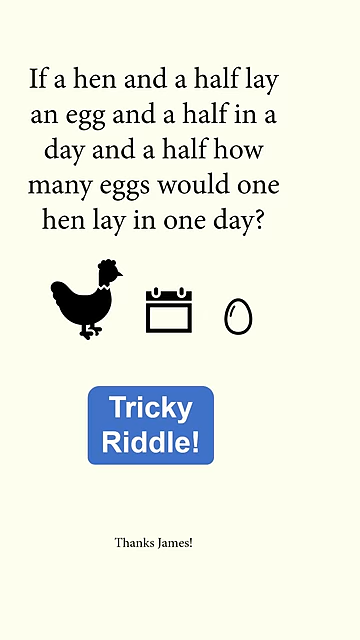 If a hen and a half lay
an egg and a half in a
day and a half how
many eggs would one
hen lay in one day?
Tricky
Riddle!
Thanks James!